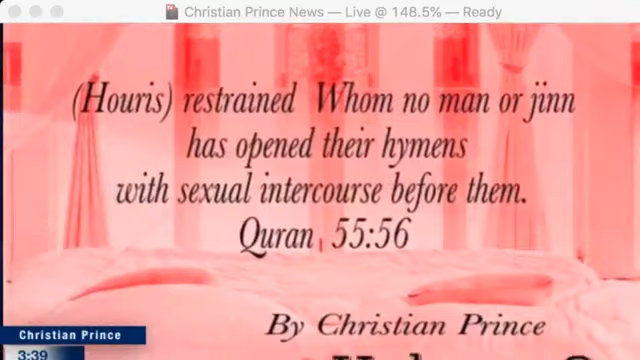 Christian Prince News — Live @ 148.5% — Ready
(Houris) restrained Whom no man or jinn
has opened their hymens
with sexual intercourse before them.
Quran 55:56
By Christian Prince
Christian Prince
3:39